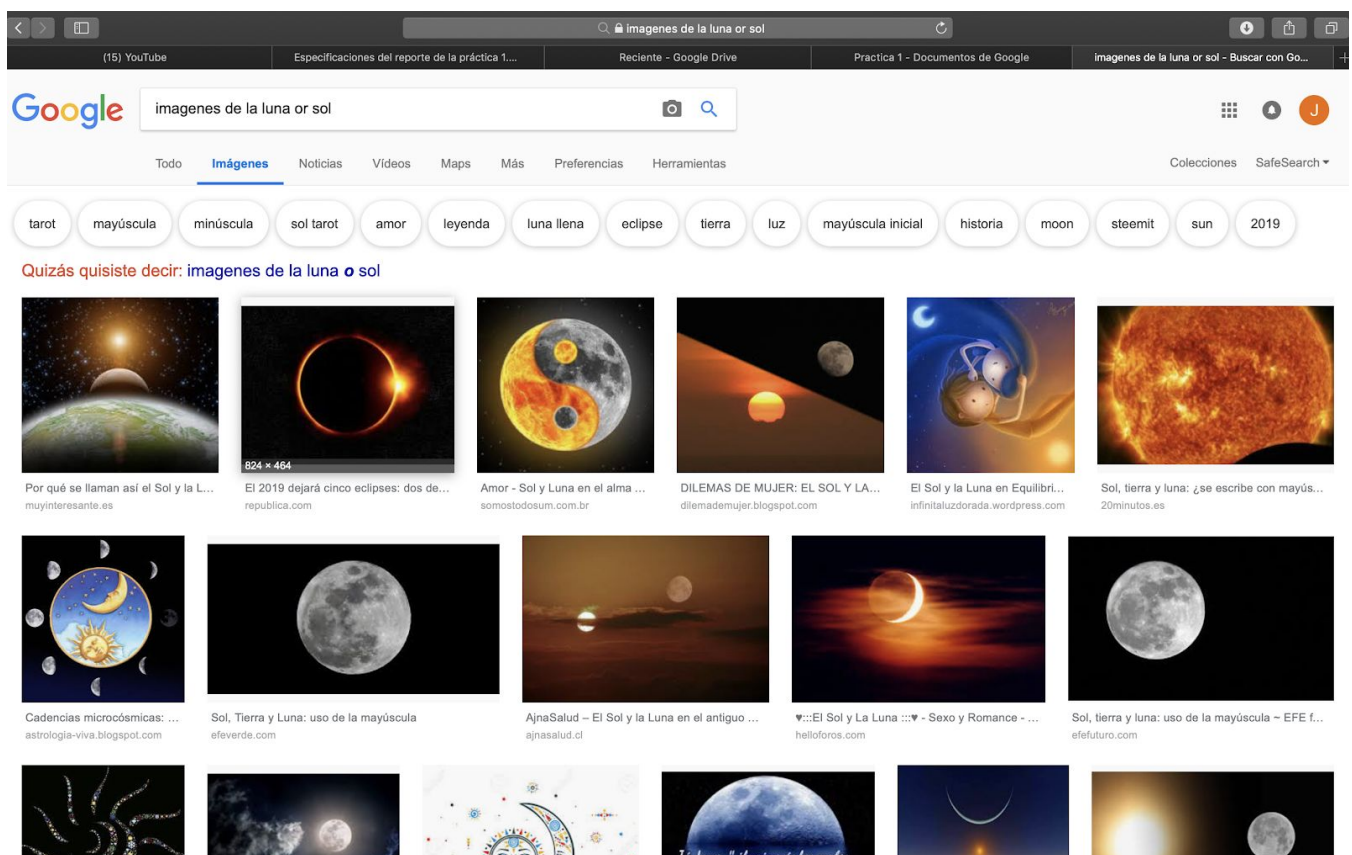 imagenes de la luna or sol
(15) YouTube
Especificaciones del reporte de la práctica 1....
Reciente - Google Drive
Practica 1 - Documentos de Google
imagenes de la luna or sol - Buscar con Go...
Google
imagenes de la luna or sol
J
Todo Imágenes Noticias Vídeos Maps Más Preferencias Herramientas Colecciones SafeSearch
tarot mayúscula minúscula sol tarot amor leyenda luna llena eclipse tierra luz mayúscula inicial historia moon steemit sun 2019
Quizás quisiste decir: imagenes de la luna o sol
824 × 464
Por qué se llaman así el Sol y la L...
muyinteresante.es
El 2019 dejará cinco eclipses: dos de...
republica.com
Amor - Sol y Luna en el alma ...
somostodosum.com.br
DILEMAS DE MUJER: EL SOL Y LA...
dilemademujer.blogspot.com
El Sol y la Luna en Equilibri...
infinitaluzdorada.wordpress.com
Sol, tierra y luna: ¿se escribe con mayús...
20minutos.es
Cadencias microcósmicas: ...
astrologia-viva.blogspot.com
Sol, Tierra y Luna: uso de la mayúscula
efeverde.com
AjnaSalud – El Sol y la Luna en el antiguo ...
ajnasalud.cl
♥:::El Sol y La Luna :::♥ - Sexo y Romance - ...
helloforos.com
Sol, tierra y luna: uso de la mayúscula ~ EFE f...
efefuturo.com